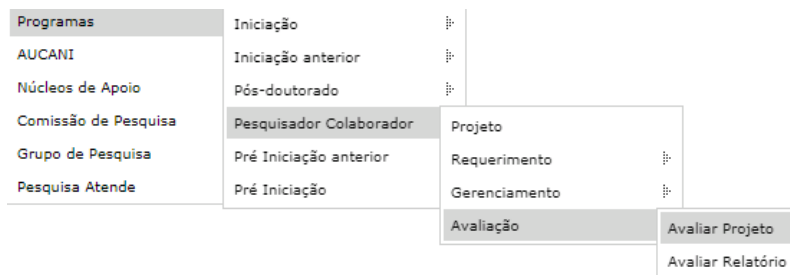 Programas
AUCANI
Núcleos de Apoio
Comissão de Pesquisa
Grupo de Pesquisa
Pesquisa Atende
Iniciação
Iniciação anterior
Pós-doutorado
Pesquisador Colaborador
Pré Iniciação anterior
Pré Iniciação
Projeto
Requerimento
Gerenciamento
Avaliação
Avaliar Projeto
Avaliar Relatório